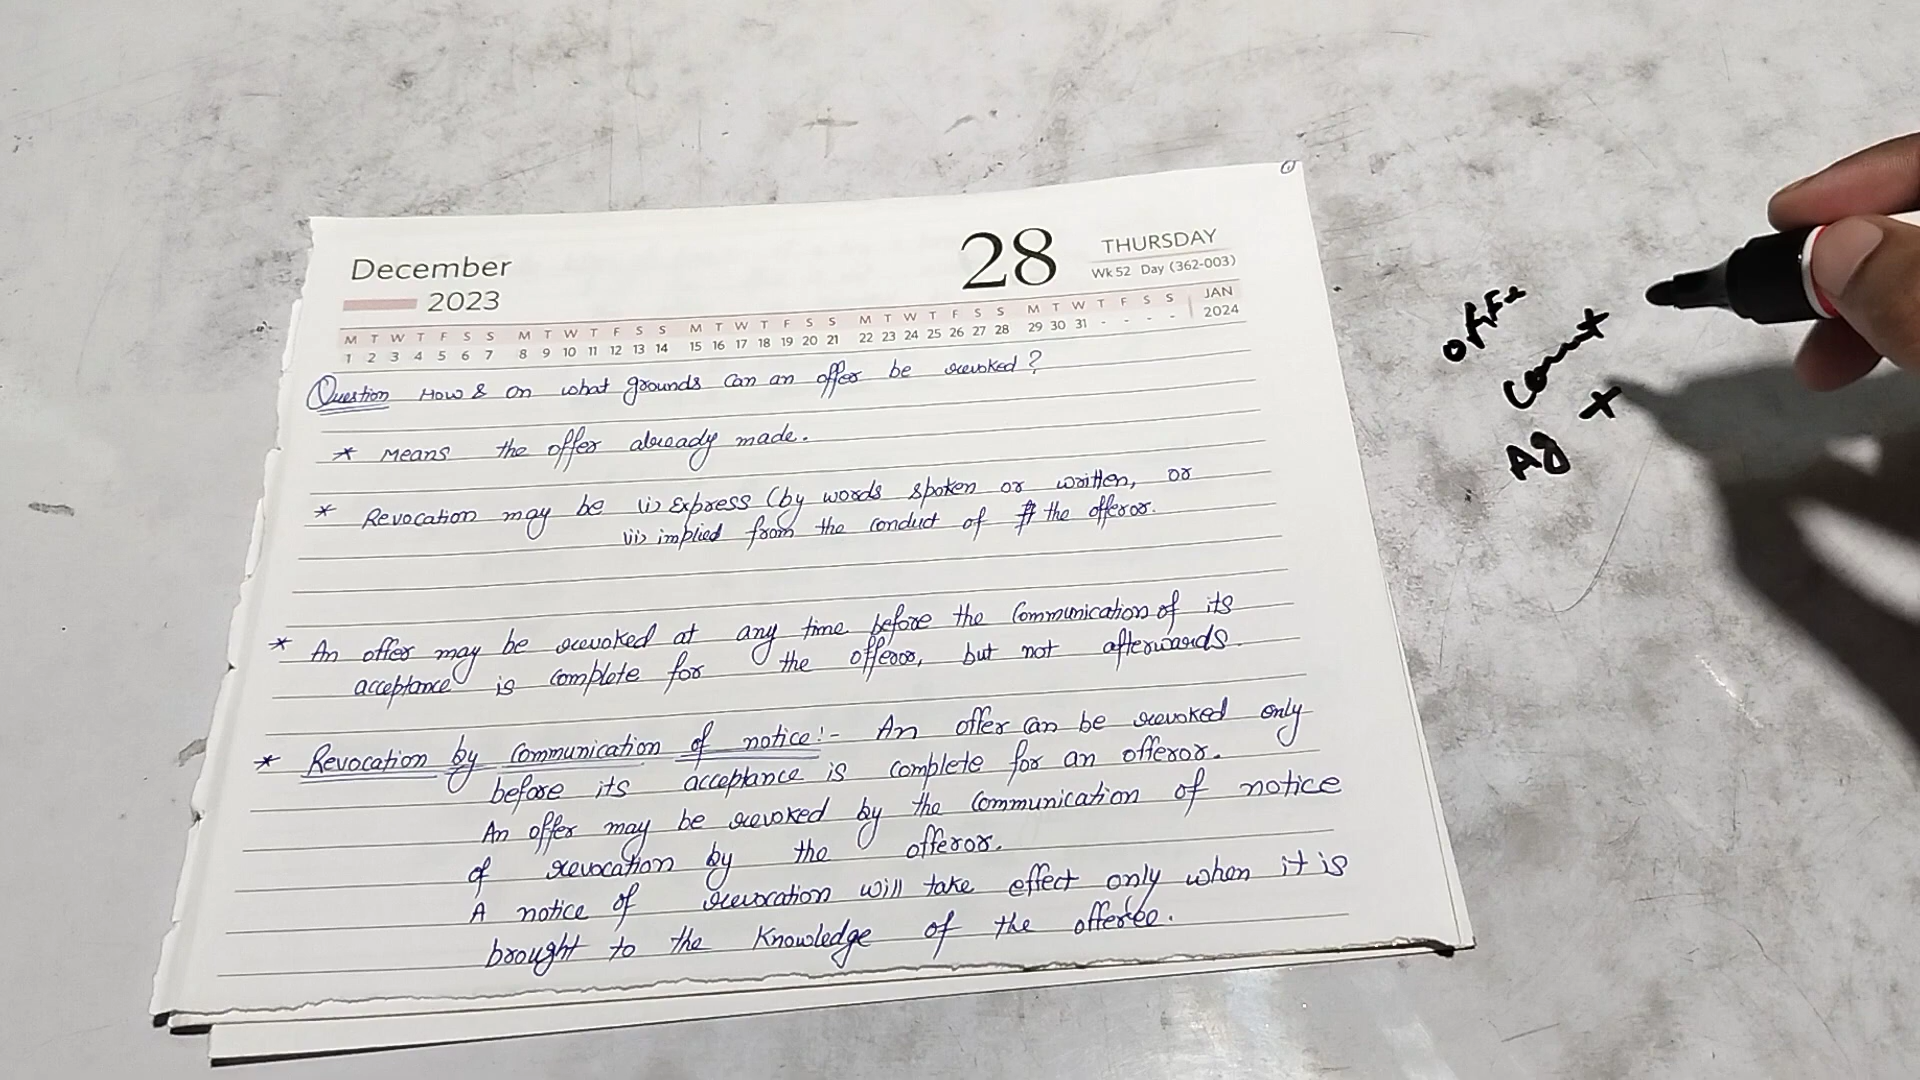 ①
December
2023
28
THURSDAY
Wk 52 Day (362-003)
M T W T F S S M T W T F S S M T W T F S S M T W T F S S M T W T F S S JAN
1 2 3 4 5 6 7 8 9 10 11 12 13 14 15 16 17 18 19 20 21 22 23 24 25 26 27 28 29 30 31 - - - - 2024
Question How & on what grounds can an offer be revoked ?
* Means the offer already made.
* Revocation may be (i) Express (by words spoken or written, or
(ii) implied from the conduct of the offeror.
* An offer may be revoked at any time before the communication of its
acceptance is complete for the offeror, but not afterwards.
* Revocation by communication of notice:- An offer can be revoked only
before its acceptance is complete for an offeror.
An offer may be revoked by the communication of notice
of revocation by the offeror.
A notice of revocation will take effect only when it is
brought to the knowledge of the offeree.
Ag